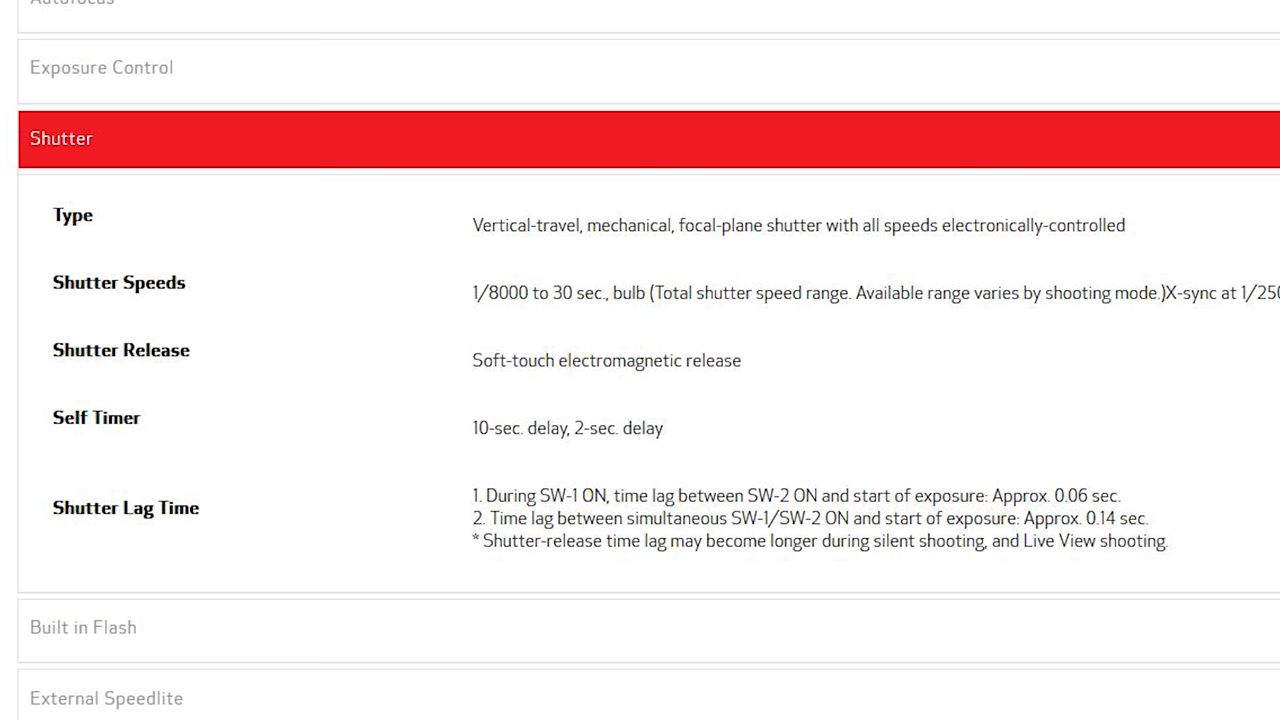 Autofocus
Exposure Control
Shutter
Type
Vertical-travel, mechanical, focal-plane shutter with all speeds electronically-controlled
Shutter Speeds
1/8000 to 30 sec., bulb (Total shutter speed range. Available range varies by shooting mode.)X-sync at 1/250
Shutter Release
Soft-touch electromagnetic release
Self Timer
10-sec. delay, 2-sec. delay
Shutter Lag Time
1. During SW-1 ON, time lag between SW-2 ON and start of exposure: Approx. 0.06 sec.
2. Time lag between simultaneous SW-1/SW-2 ON and start of exposure: Approx. 0.14 sec.
* Shutter-release time lag may become longer during silent shooting, and Live View shooting.
Built in Flash
External Speedlite